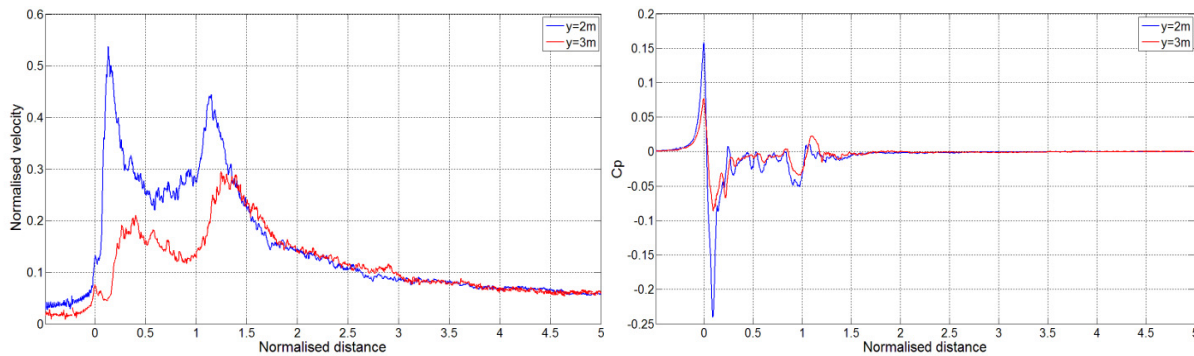 0.6
0.5
0.4
0.3
0.2
0.1
0
Normalised velocity
0 0.5 1 1.5 2 2.5 3 3.5 4 4.5 5
Normalised distance
y=2m
y=3m
0.2
0.15
0.1
0.05
0
-0.05
-0.1
-0.15
-0.2
-0.25
Cp
0 0.5 1 1.5 2 2.5 3 3.5 4 4.5 5
Normalised distance
y=2m
y=3m